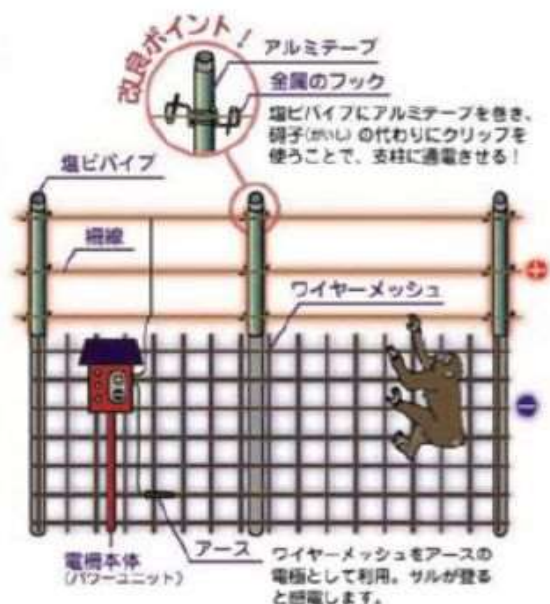 改良ポイント！
アルミテープ
金属のフック
塩ビパイプにアルミテープを巻き、
碍子(がいし)の代わりにクリップを
使うことで、支柱に通電させる！
塩ビパイプ
柵線
+
ワイヤーメッシュ
−
アース
電柵本体
(パワーユニット)
ワイヤーメッシュをアースの
電極として利用。サルが登る
と感電します。